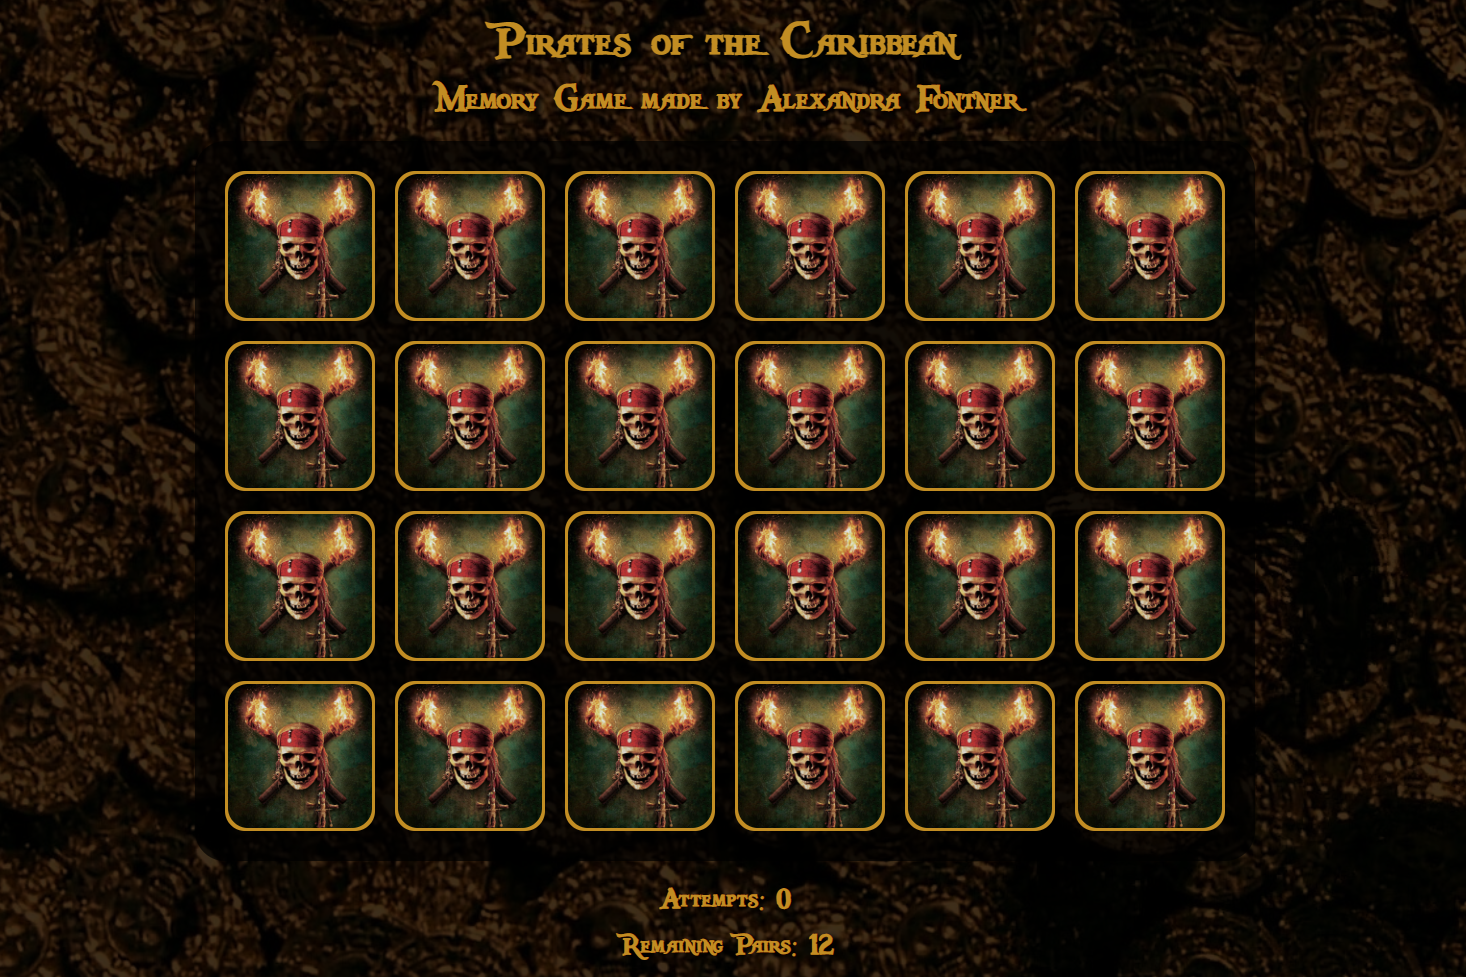 Pirates of the Caribbean
Memory Game made by Alexandra Fontner
Attempts: 0
Remaining Pairs: 12